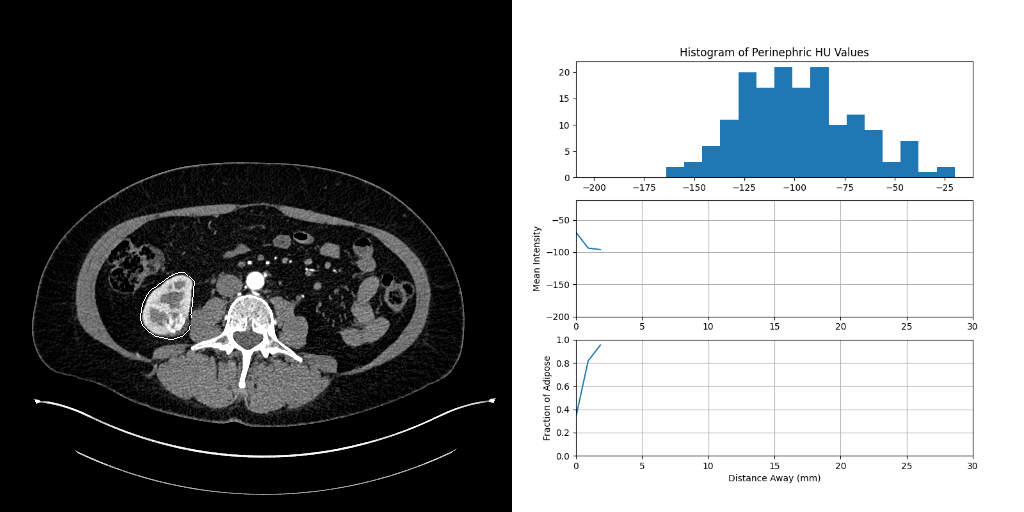 Histogram of Perinephric HU Values
20
15
10
5
0
−200 −175 −150 −125 −100 −75 −50 −25
Mean Intensity
−50
−100
−150
−200
0 5 10 15 20 25 30
Fraction of Adipose
1.0
0.8
0.6
0.4
0.2
0.0
0 5 10 15 20 25 30
Distance Away (mm)